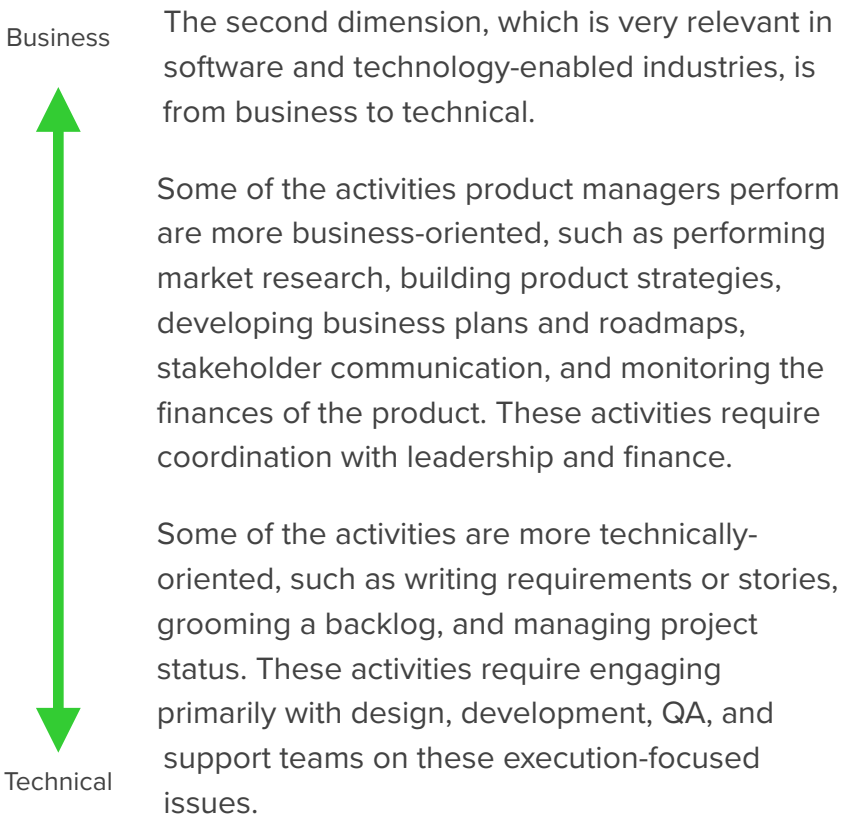 Business
The second dimension, which is very relevant in
software and technology-enabled industries, is
from business to technical.
Some of the activities product managers perform
are more business-oriented, such as performing
market research, building product strategies,
developing business plans and roadmaps,
stakeholder communication, and monitoring the
finances of the product. These activities require
coordination with leadership and finance.
Some of the activities are more technically-
oriented, such as writing requirements or stories,
grooming a backlog, and managing project
status. These activities require engaging
primarily with design, development, QA, and
support teams on these execution-focused
issues.
Technical